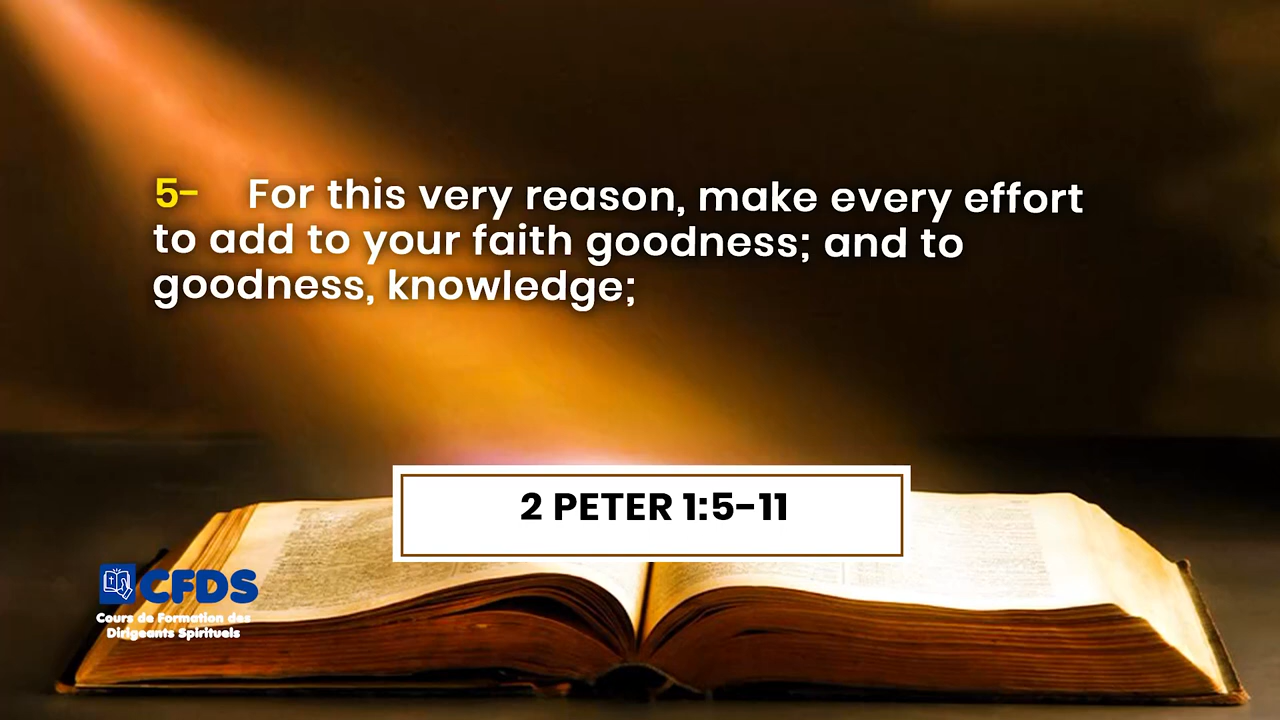 5- For this very reason, make every effort
to add to your faith goodness; and to
goodness, knowledge;
2 PETER 1:5-11
CFDS
Cours de Formation des
Dirigeants Spirituels